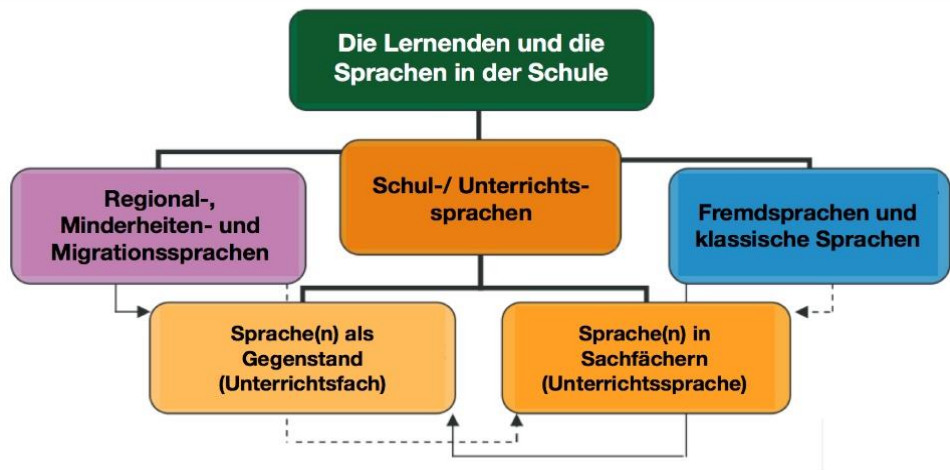 Die Lernenden und die
Sprachen in der Schule
Regional-,
Minderheiten- und
Migrationssprachen
Schul-/ Unterrichts-
sprachen
Fremdsprachen und
klassische Sprachen
Sprache(n) als
Gegenstand
(Unterrichtsfach)
Sprache(n) in
Sachfächern
(Unterrichtssprache)